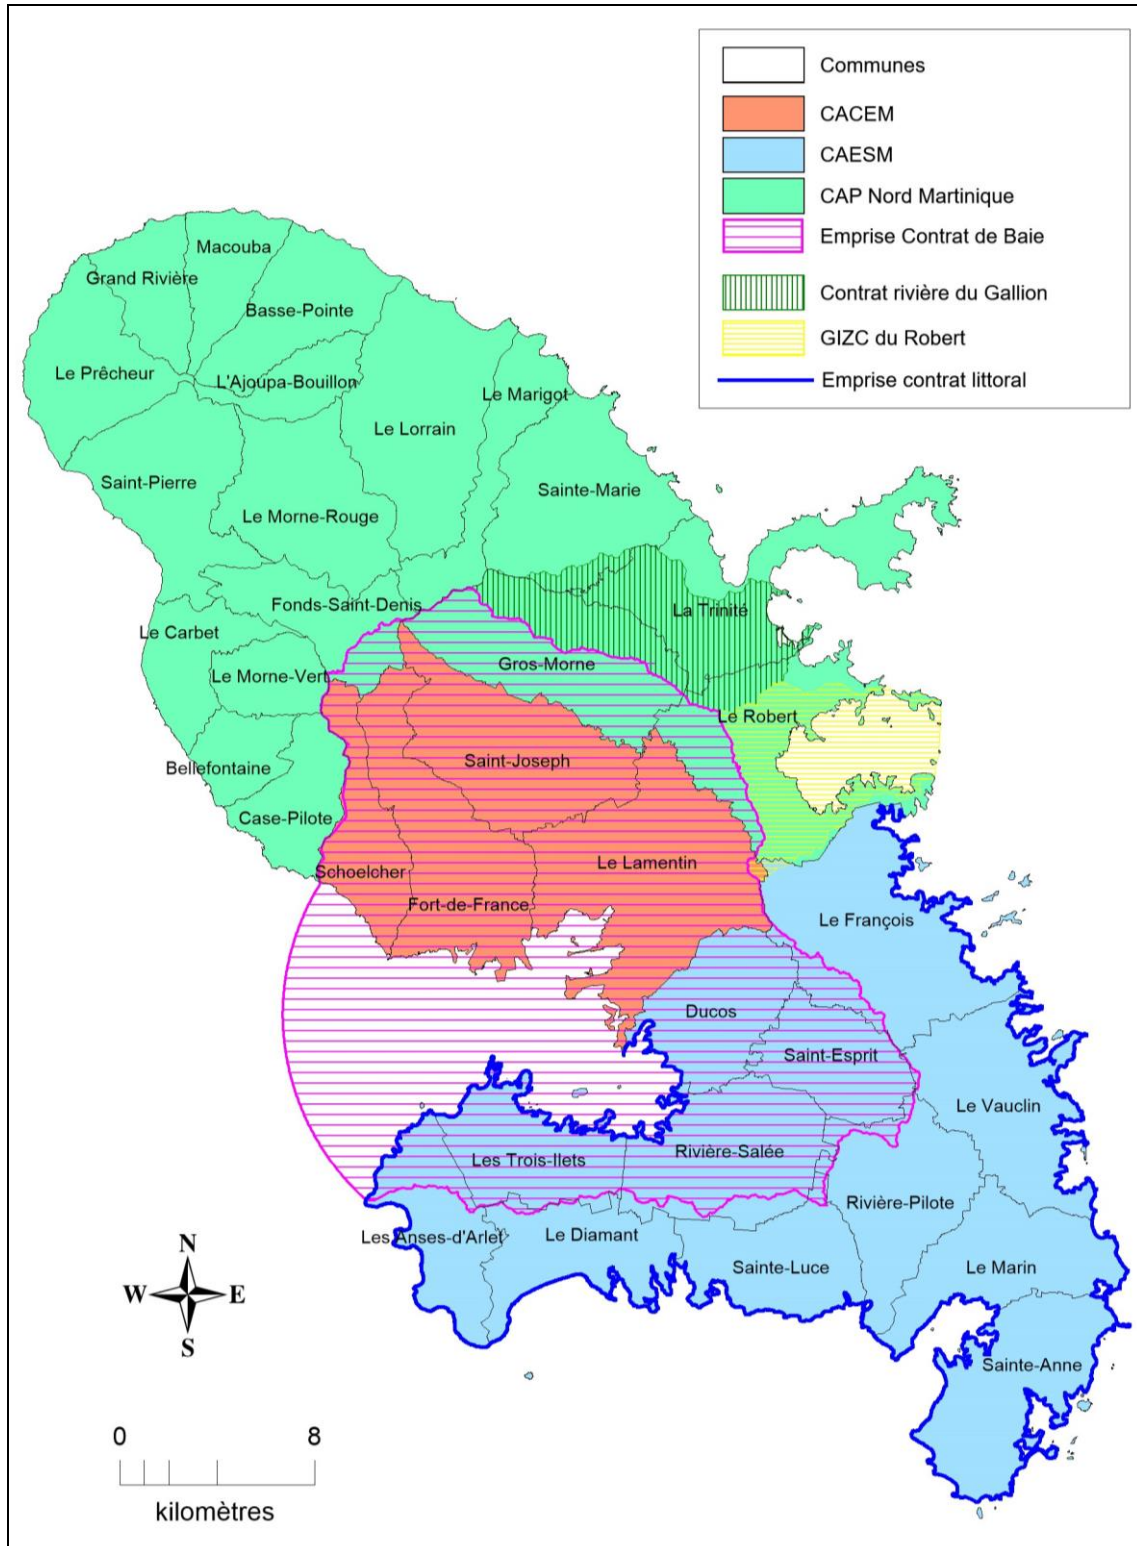 Communes
CACEM
CAESM
CAP Nord Martinique
Emprise Contrat de Baie
Contrat rivière du Gallion
GIZC du Robert
Emprise contrat littoral
Macouba
Grand Rivière
Basse-Pointe
Le Prêcheur
L'Ajoupa-Bouillon
Le Marigot
Le Lorrain
Saint-Pierre
Sainte-Marie
Le Morne-Rouge
Fonds-Saint-Denis
La Trinité
Le Carbet
Gros-Morne
Le Morne-Vert
Le Robert
Saint-Joseph
Bellefontaine
Case-Pilote
Le Lamentin
Schoelcher
Fort-de-France
Le François
Ducos
Saint-Esprit
Le Vauclin
Les Trois-Ilets
Rivière-Salée
Rivière-Pilote
Les Anses-d'Arlet
Le Diamant
Sainte-Luce
Le Marin
Sainte-Anne
N
W E
S
0 8
kilomètres